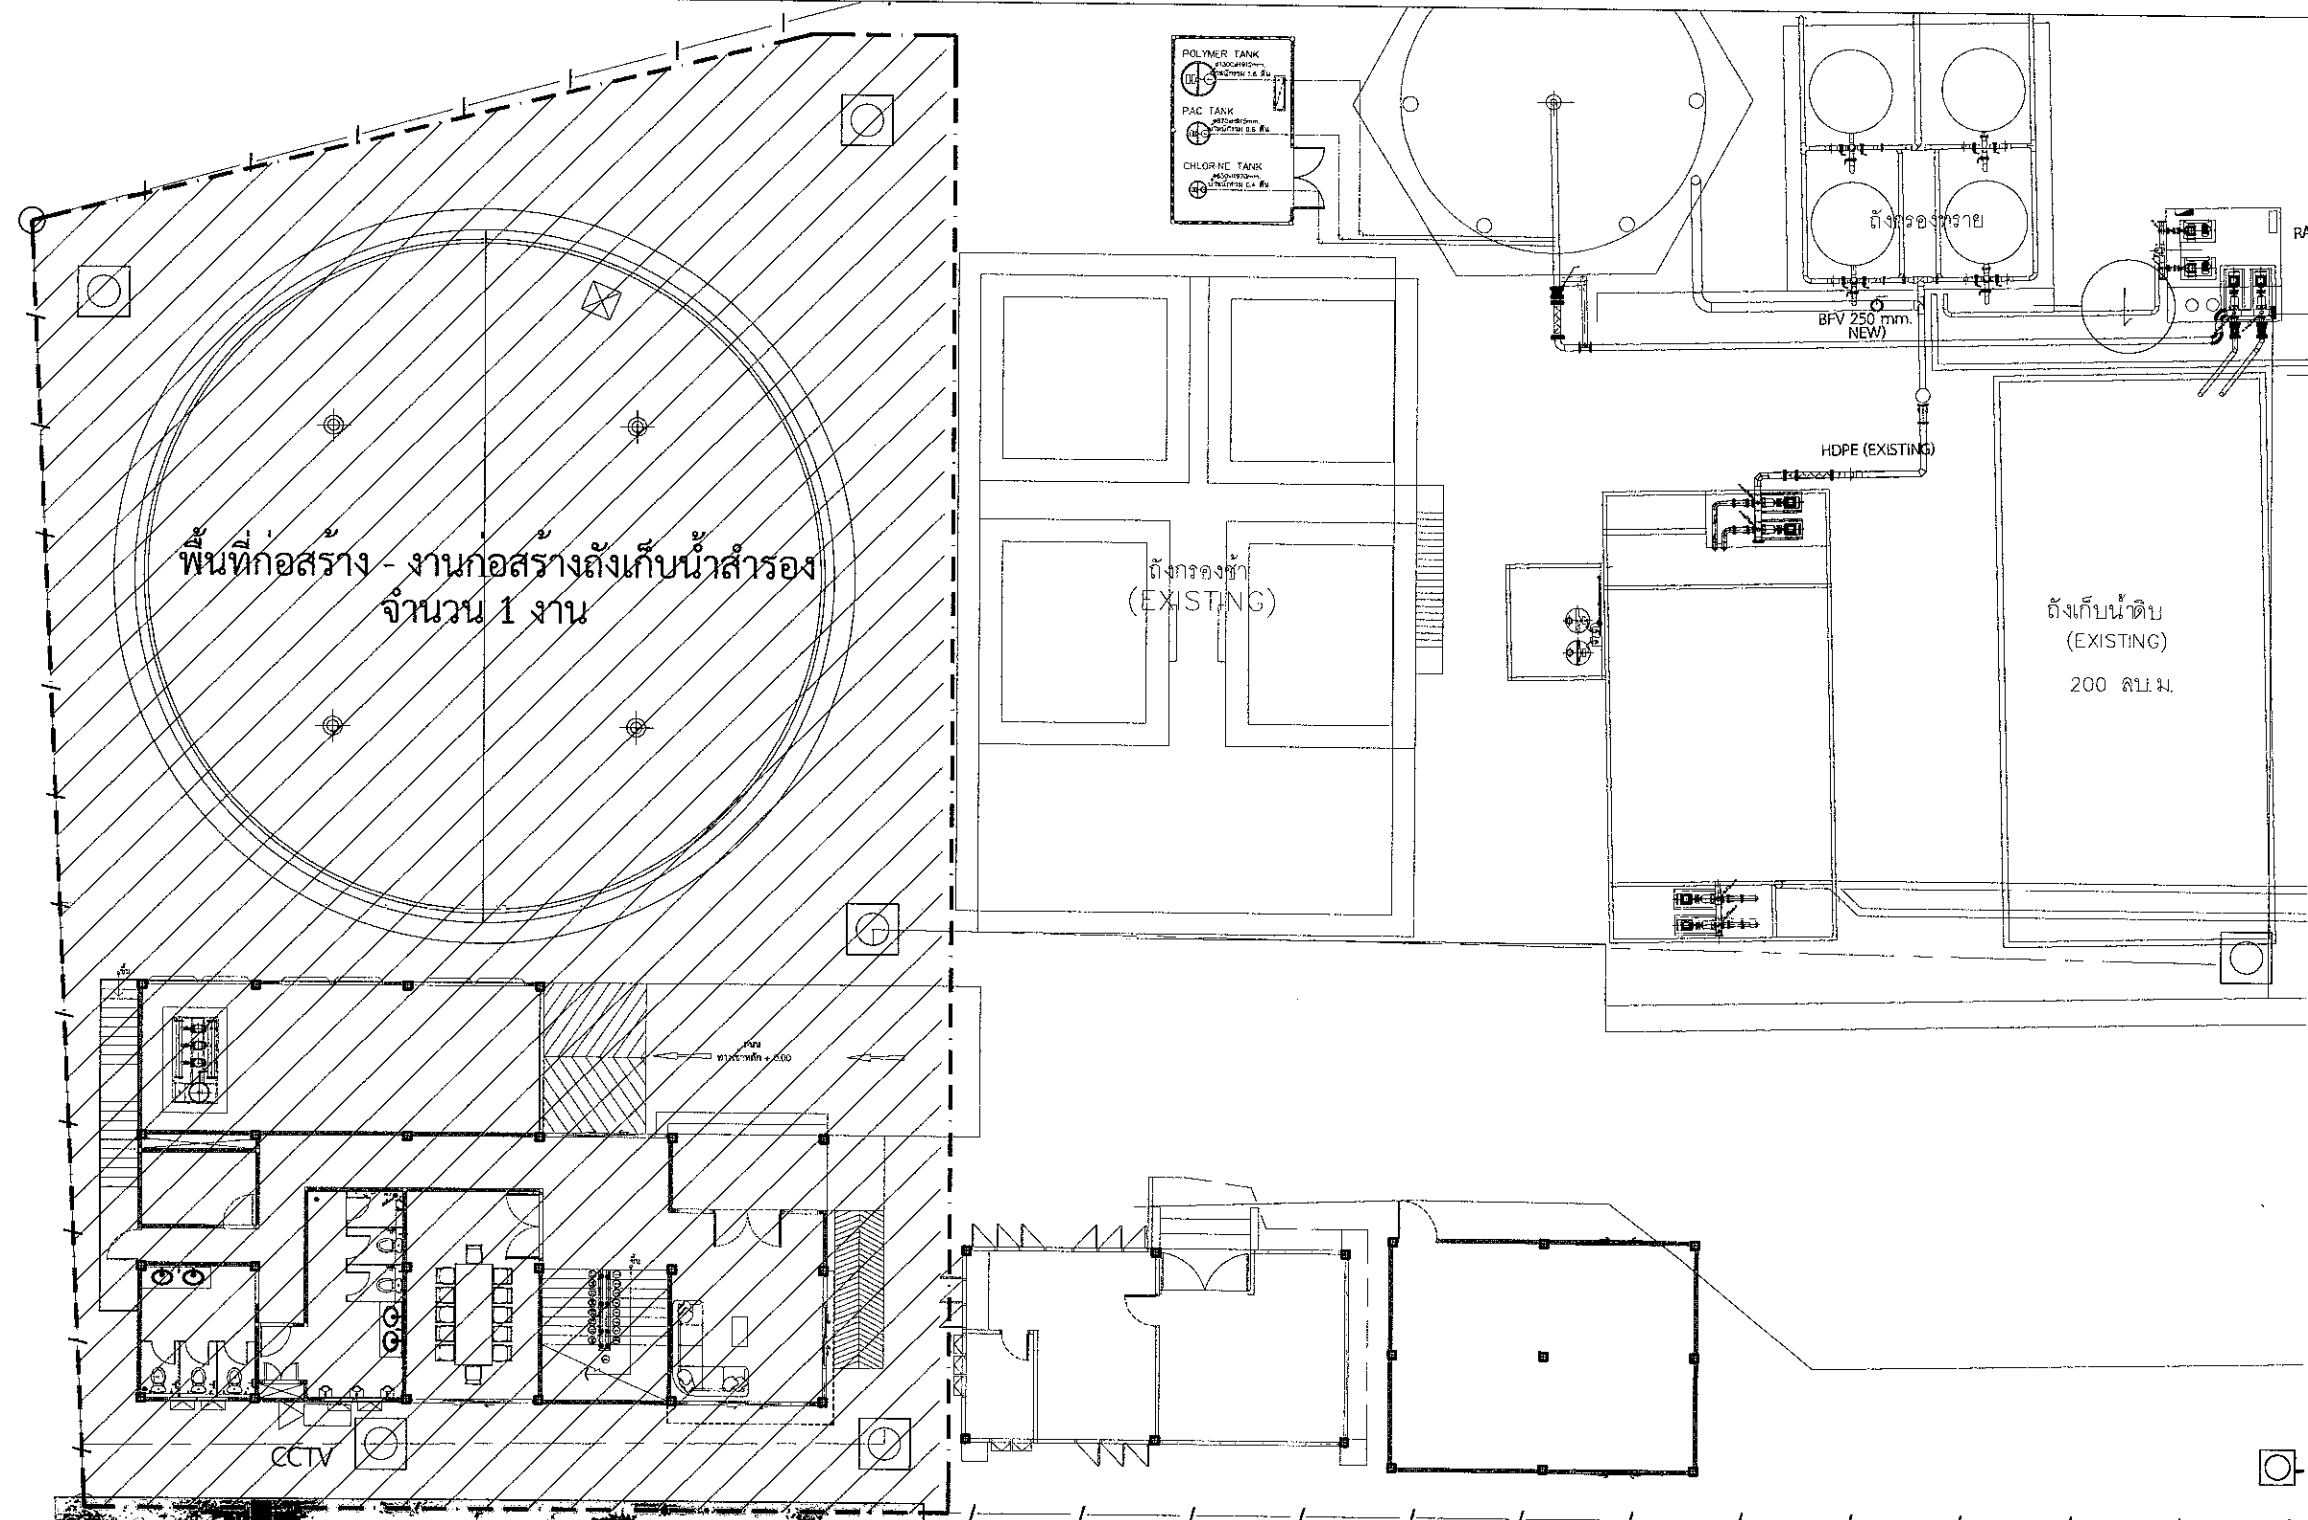 POLYMER TANK
PAC TANK
CHLORINE TANK
ถังกรองทราย
RA
BFV 250 mm.
NEW)
HDPE (EXISTING)
พื้นที่ก่อสร้าง - งานก่อสร้างถังเก็บน้ำสำรอง
จำนวน 1 งาน
ถังกรองช้า
(EXISTING)
ถังเก็บน้ำดิบ
(EXISTING)
200 ลบ.ม.
CCTV